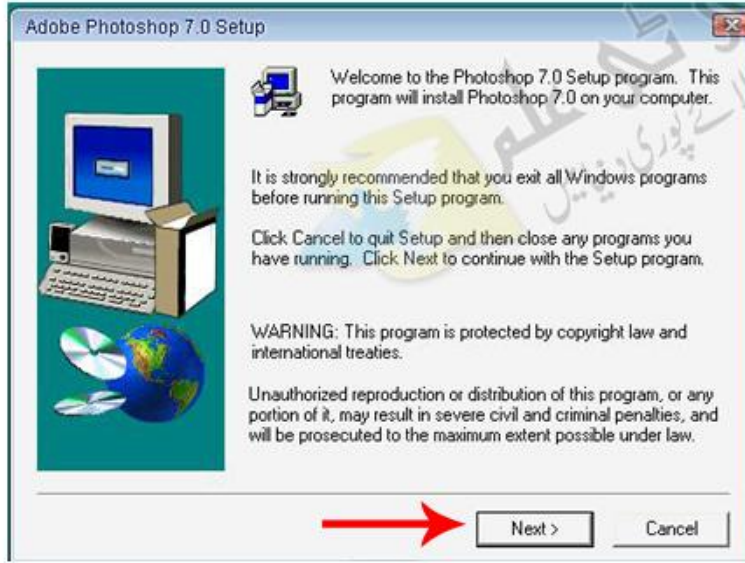 Adobe Photoshop 7.0 Setup
Welcome to the Photoshop 7.0 Setup program. This
program will install Photoshop 7.0 on your computer.
It is strongly recommended that you exit all Windows programs
before running this Setup program.
Click Cancel to quit Setup and then close any programs you
have running. Click Next to continue with the Setup program.
WARNING: This program is protected by copyright law and
international treaties.
Unauthorized reproduction or distribution of this program, or any
portion of it, may result in severe civil and criminal penalties, and
will be prosecuted to the maximum extent possible under law.
Next >
Cancel
علم
پوری دنیا میں